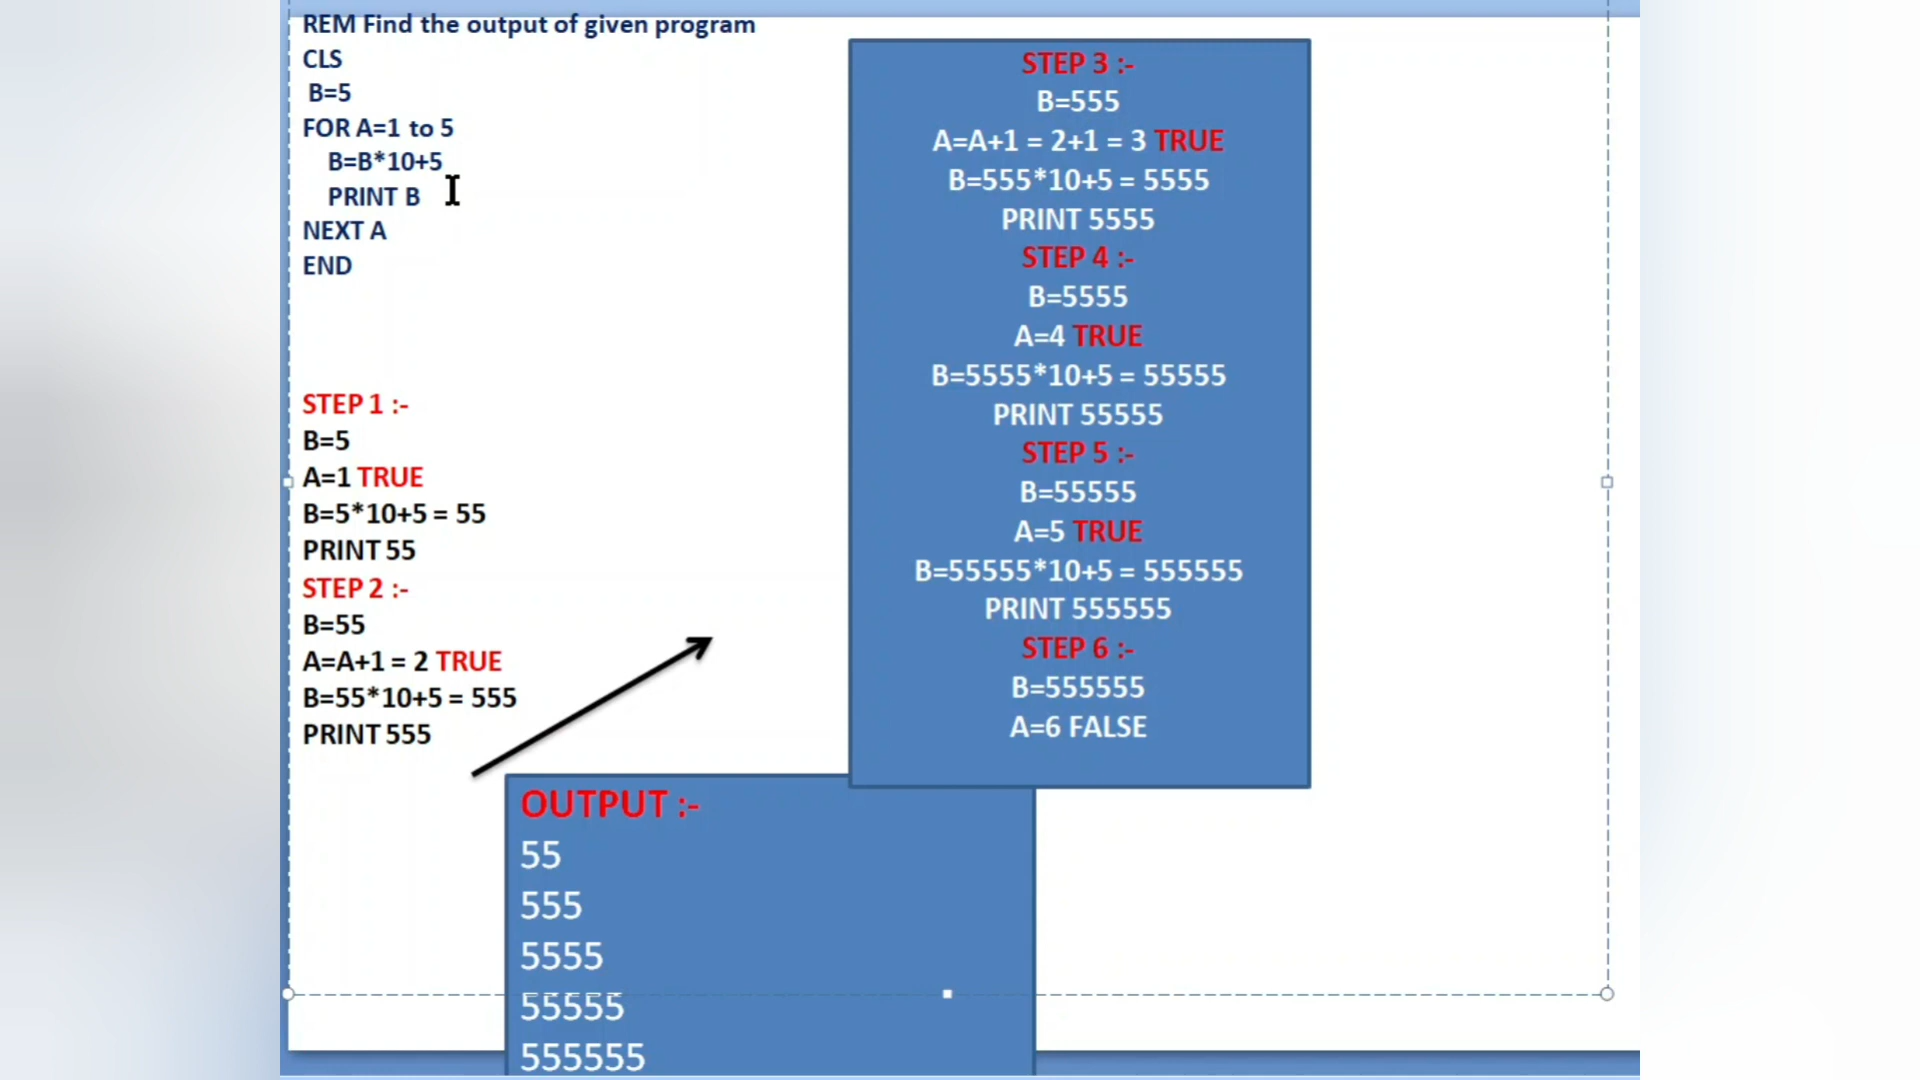 REM Find the output of given program
CLS
B=5
FOR A=1 to 5
B=B*10+5
PRINT B
NEXT A
END
STEP 1 :-
B=5
A=1 TRUE
B=5*10+5 = 55
PRINT 55
STEP 2 :-
B=55
A=A+1 = 2 TRUE
B=55*10+5 = 555
PRINT 555
STEP 3 :-
B=555
A=A+1 = 2+1 = 3 TRUE
B=555*10+5 = 5555
PRINT 5555
STEP 4 :-
B=5555
A=4 TRUE
B=5555*10+5 = 55555
PRINT 55555
STEP 5 :-
B=55555
A=5 TRUE
B=55555*10+5 = 555555
PRINT 555555
STEP 6 :-
B=555555
A=6 FALSE
OUTPUT :-
55
555
5555
55555
555555